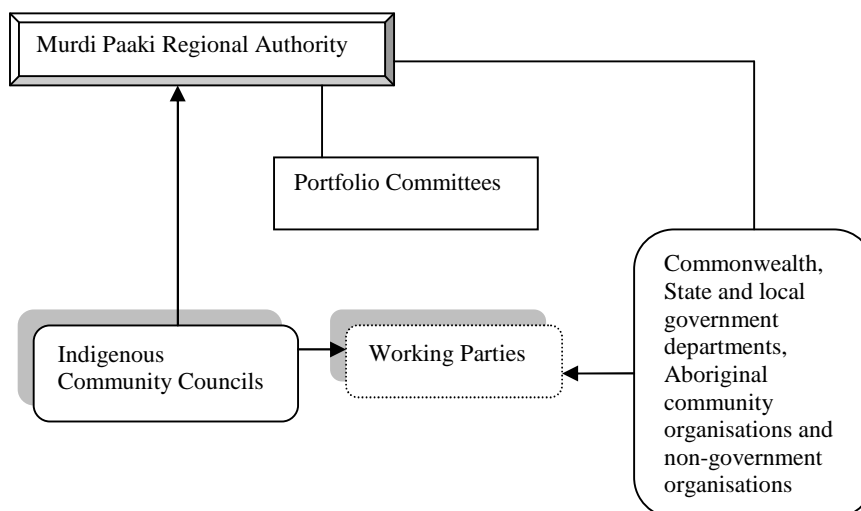 Murdi Paaki Regional Authority
Portfolio Committees
Indigenous
Community Councils
Working Parties
Commonwealth,
State and local
government
departments,
Aboriginal
community
organisations and
non-government
organisations